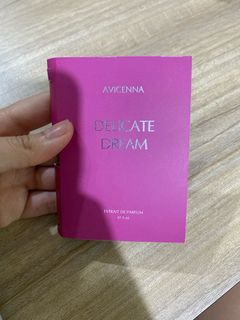 AVICENNA
DELICATE
DREAM
EXTRAIT DE PARFUM